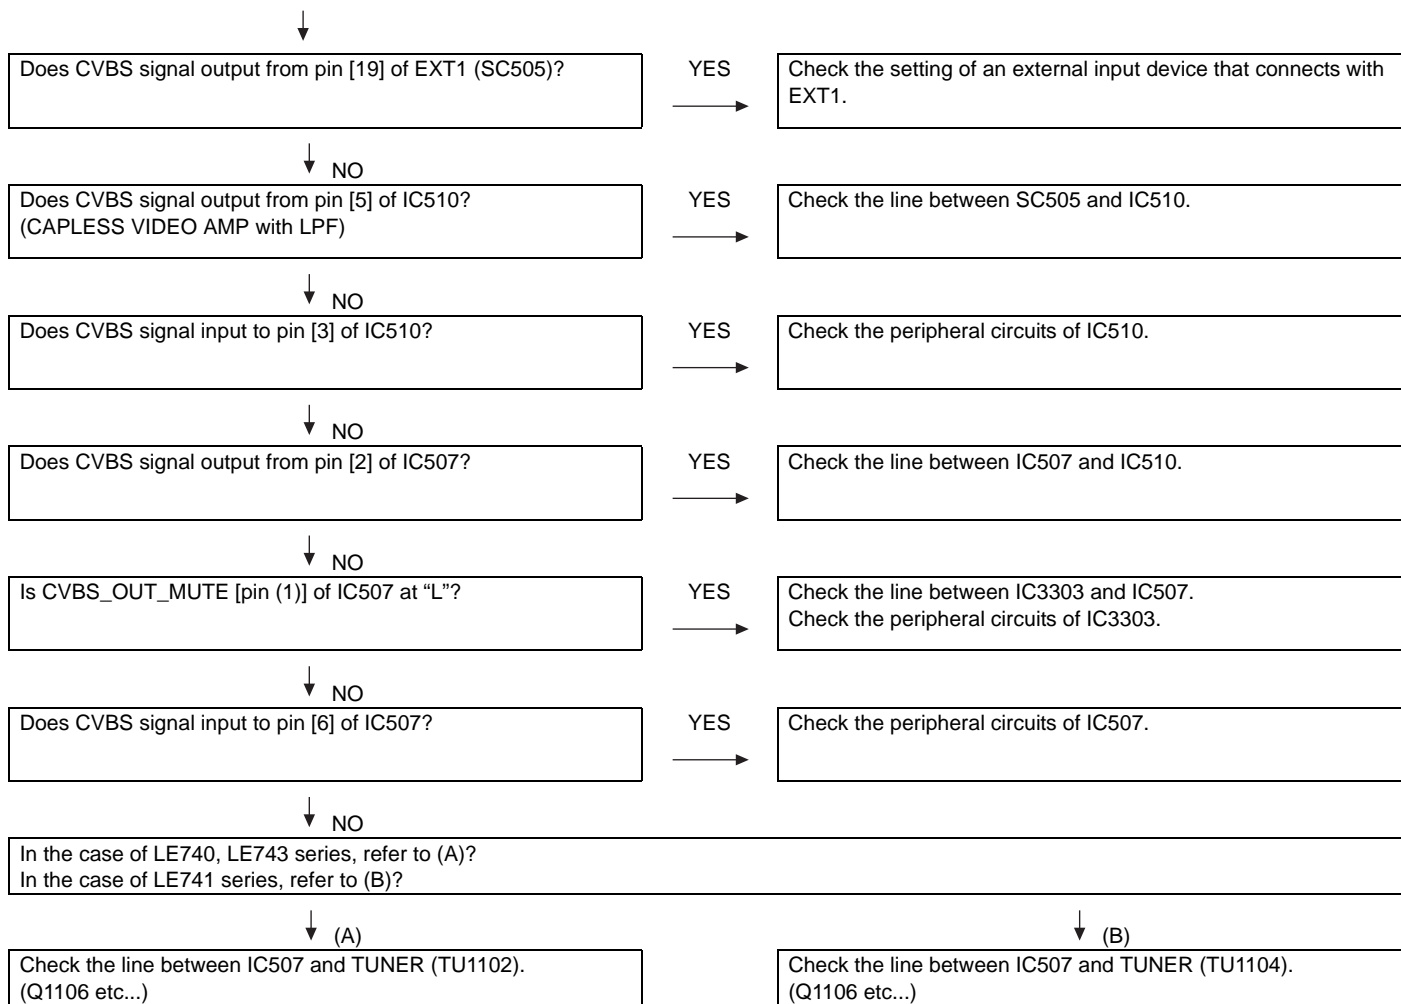 Does CVBS signal output from pin [19] of EXT1 (SC505)?
YES
Check the setting of an external input device that connects with
EXT1.
NO
Does CVBS signal output from pin [5] of IC510?
(CAPLESS VIDEO AMP with LPF)
YES
Check the line between SC505 and IC510.
NO
Does CVBS signal input to pin [3] of IC510?
YES
Check the peripheral circuits of IC510.
NO
Does CVBS signal output from pin [2] of IC507?
YES
Check the line between IC507 and IC510.
NO
Is CVBS_OUT_MUTE [pin (1)] of IC507 at “L”?
YES
Check the line between IC3303 and IC507.
Check the peripheral circuits of IC3303.
NO
Does CVBS signal input to pin [6] of IC507?
YES
Check the peripheral circuits of IC507.
NO
In the case of LE740, LE743 series, refer to (A)?
In the case of LE741 series, refer to (B)?
(A)
(B)
Check the line between IC507 and TUNER (TU1102).
(Q1106 etc...)
Check the line between IC507 and TUNER (TU1104).
(Q1106 etc...)